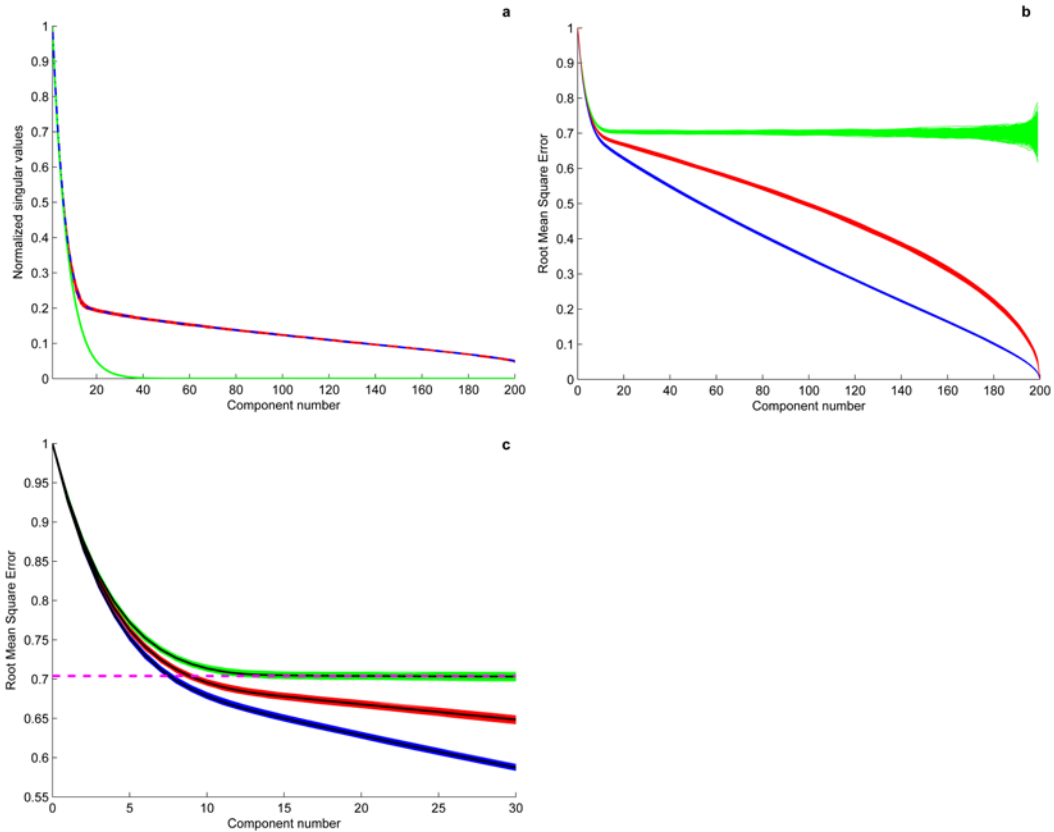 a
1
0.9
0.8
0.7
0.6
0.5
0.4
0.3
0.2
0.1
0
Normalized singular values
20 40 60 80 100 120 140 160 180 200
Component number
b
1
0.9
0.8
0.7
0.6
0.5
0.4
0.3
0.2
0.1
0
Root Mean Square Error
0 20 40 60 80 100 120 140 160 180 200
Component number
c
1
0.95
0.9
0.85
0.8
0.75
0.7
0.65
0.6
0.55
Root Mean Square Error
0 5 10 15 20 25 30
Component number